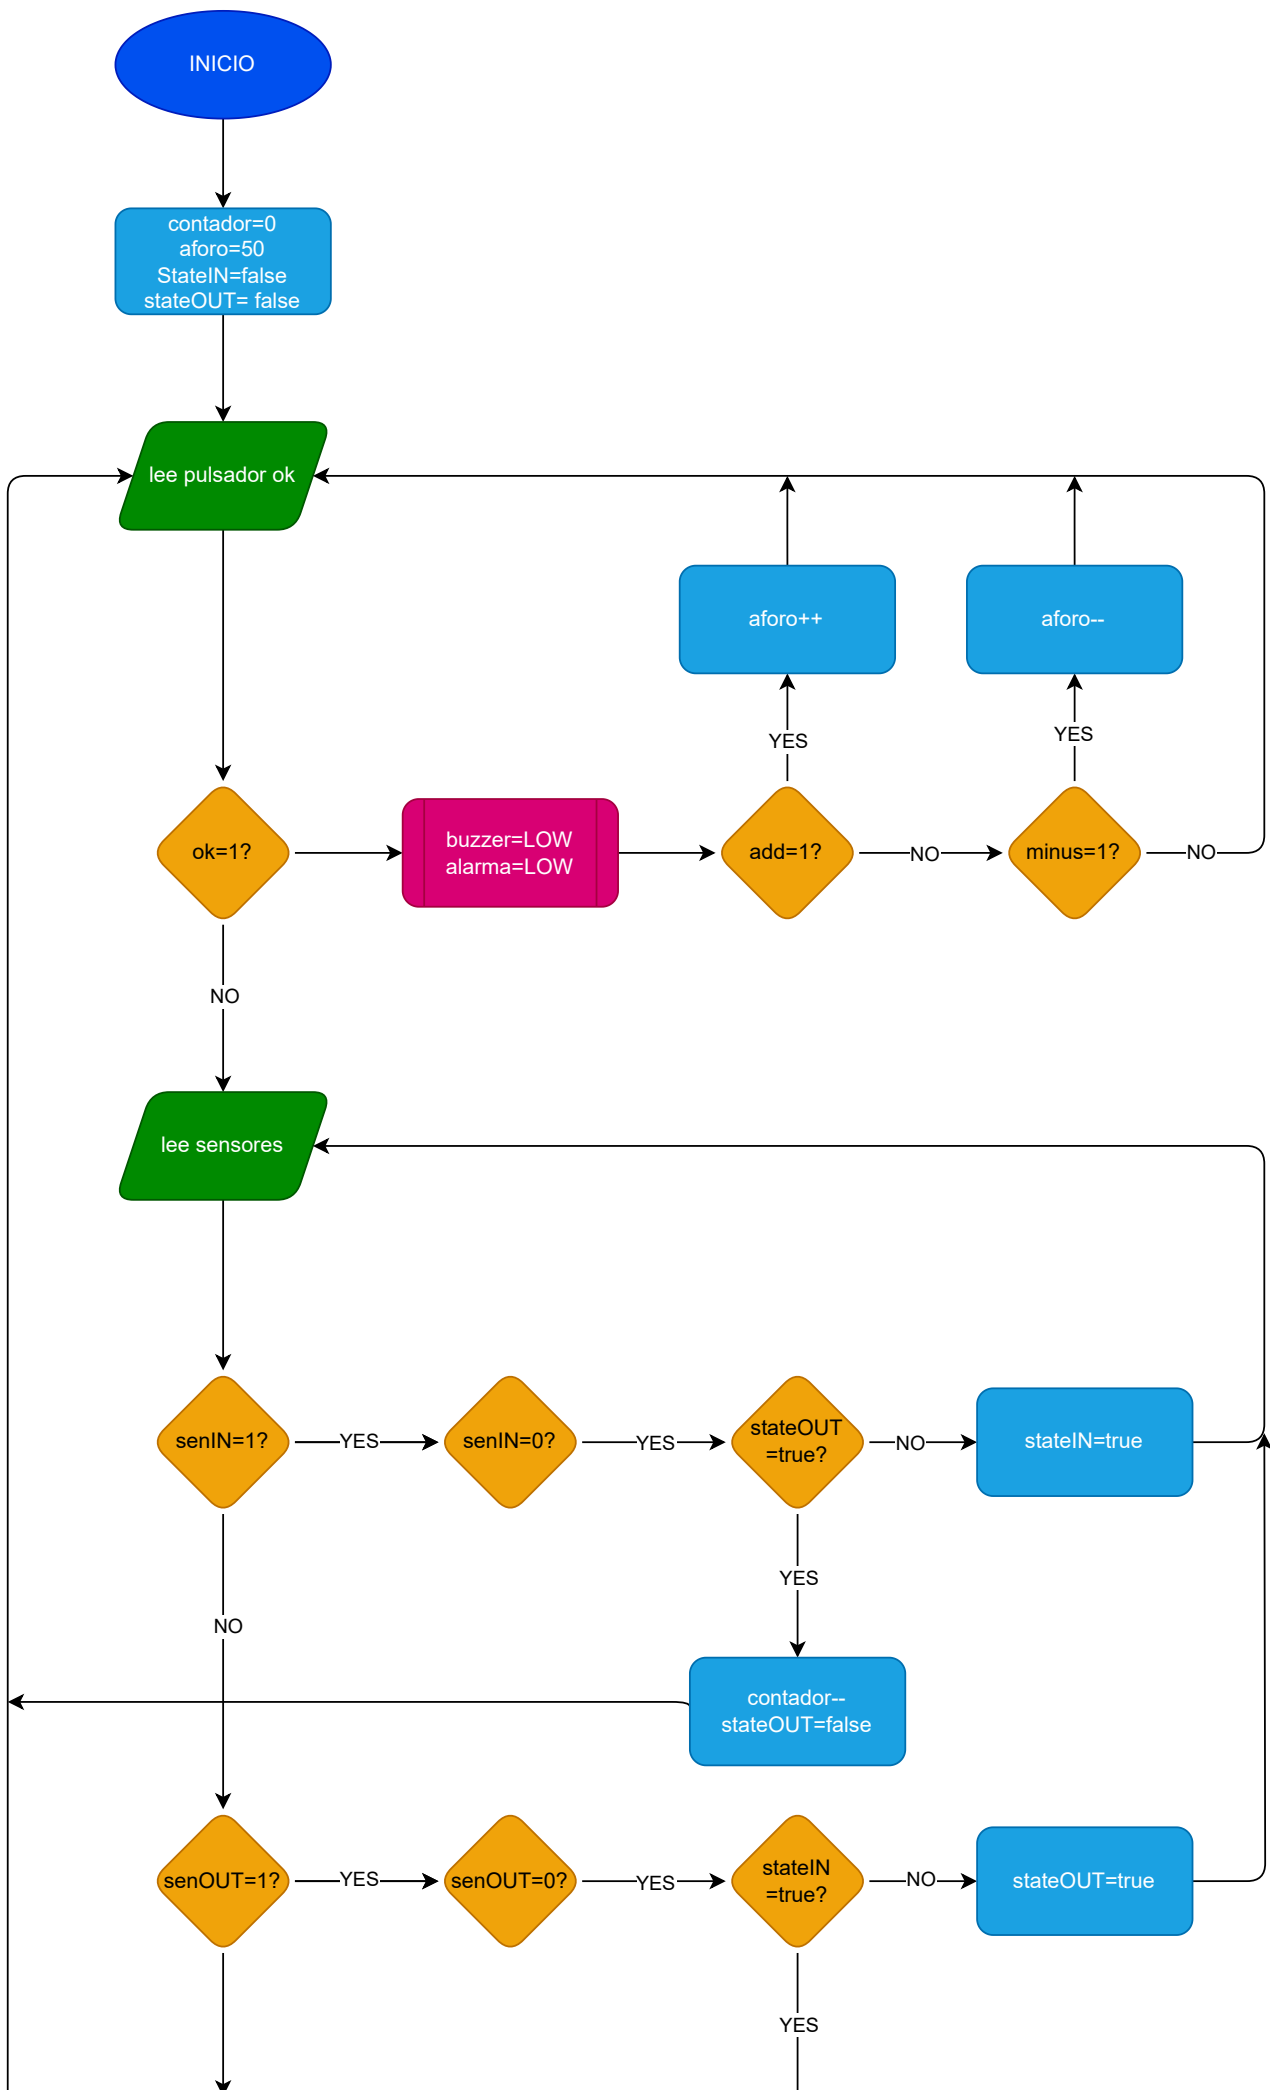 INICIO
contador=0
aforo=50
StateIN=false
stateOUT= false
lee pulsador ok
aforo++
aforo--
YES
YES
ok=1?
buzzer=LOW
alarma=LOW
add=1?
NO
minus=1?
NO
NO
lee sensores
senIN=1?
YES
senIN=0?
YES
stateOUT
=true?
NO
stateIN=true
YES
NO
contador--
stateOUT=false
senOUT=1?
YES
senOUT=0?
YES
stateIN
=true?
NO
stateOUT=true
YES